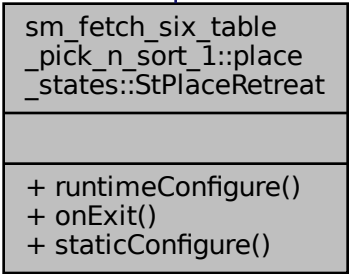 sm_fetch_six_table
_pick_n_sort_1::place
_states::StPlaceRetreat
+ runtimeConfigure()
+ onExit()
+ staticConfigure()